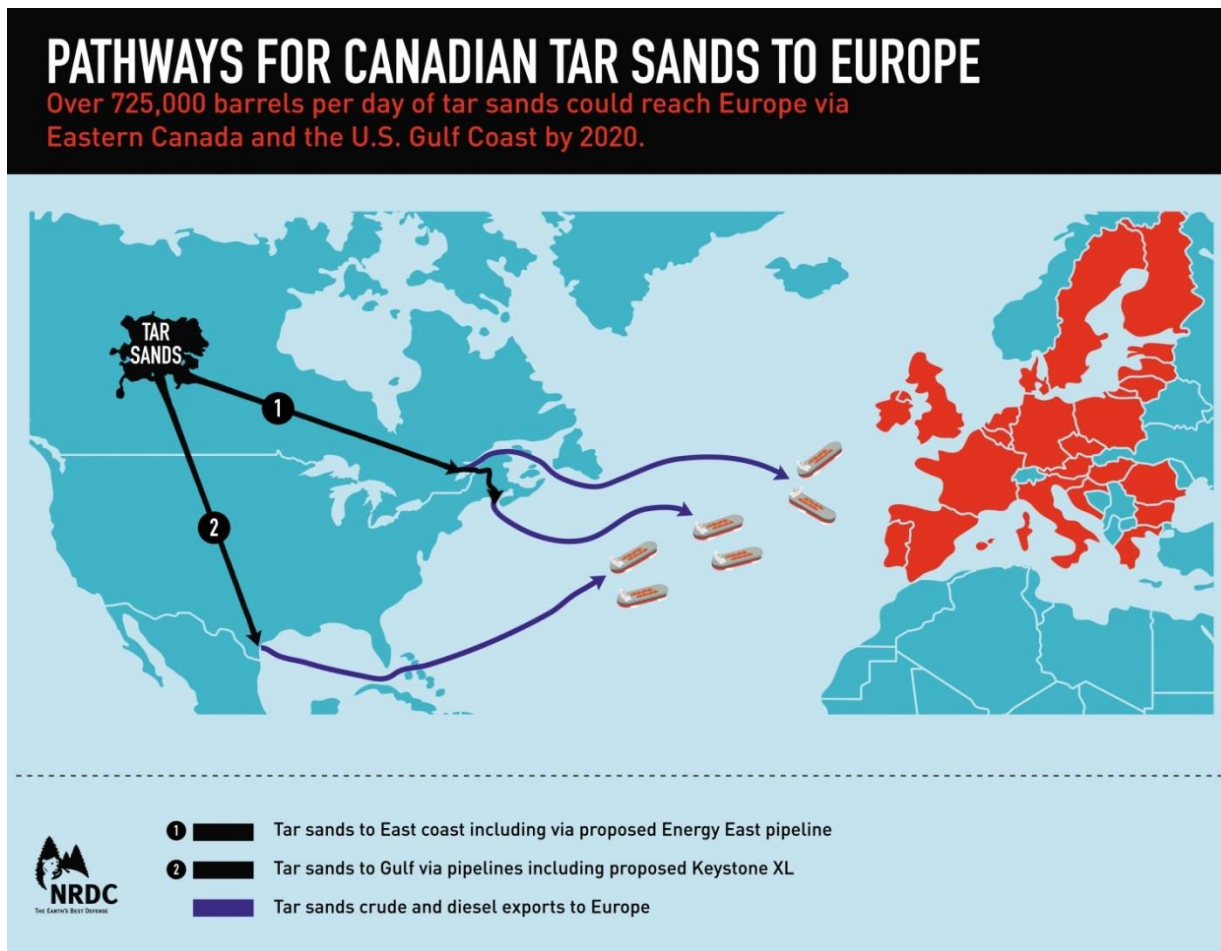 PATHWAYS FOR CANADIAN TAR SANDS TO EUROPE
Over 725,000 barrels per day of tar sands could reach Europe via
Eastern Canada and the U.S. Gulf Coast by 2020.
TAR
SANDS
1
2
1 Tar sands to East coast including via proposed Energy East pipeline
2 Tar sands to Gulf via pipelines including proposed Keystone XL
Tar sands crude and diesel exports to Europe
NRDC
THE EARTH'S BEST DEFENSE